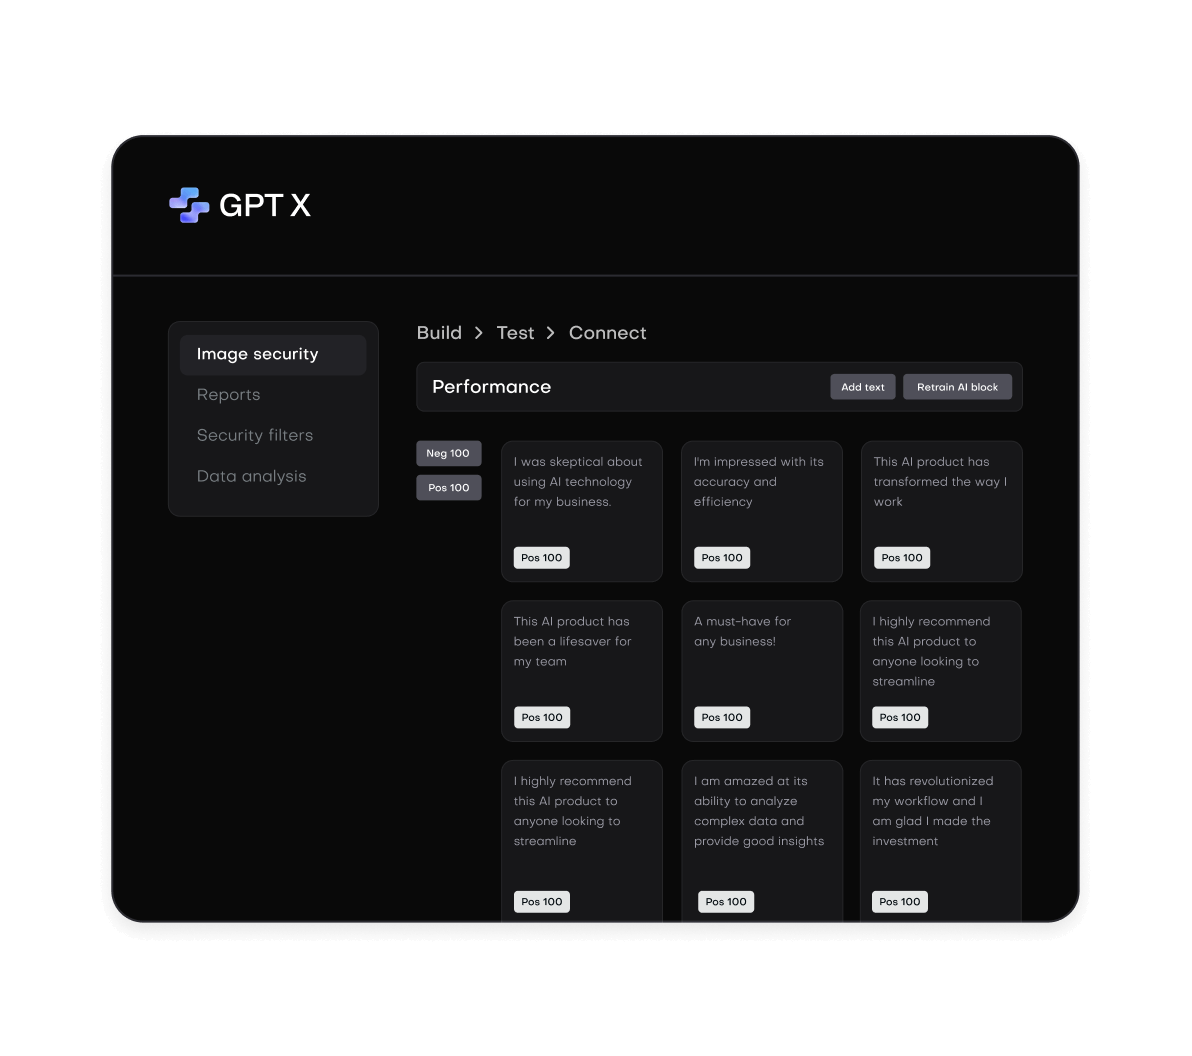 GPT X
Image security
Reports
Security filters
Data analysis
Build > Test > Connect
Performance
Add text
Retrain AI block
Neg 100
Pos 100
I was skeptical about
using AI technology
for my business.
Pos 100
I'm impressed with its
accuracy and
efficiency
Pos 100
This AI product has
transformed the way I
work
Pos 100
This AI product has
been a lifesaver for
my team
Pos 100
A must-have for
any business!
Pos 100
I highly recommend
this AI product to
anyone looking to
streamline
Pos 100
I highly recommend
this AI product to
anyone looking to
streamline
Pos 100
I am amazed at its
ability to analyze
complex data and
provide good insights
Pos 100
It has revolutionized
my workflow and I
am glad I made the
investment
Pos 100